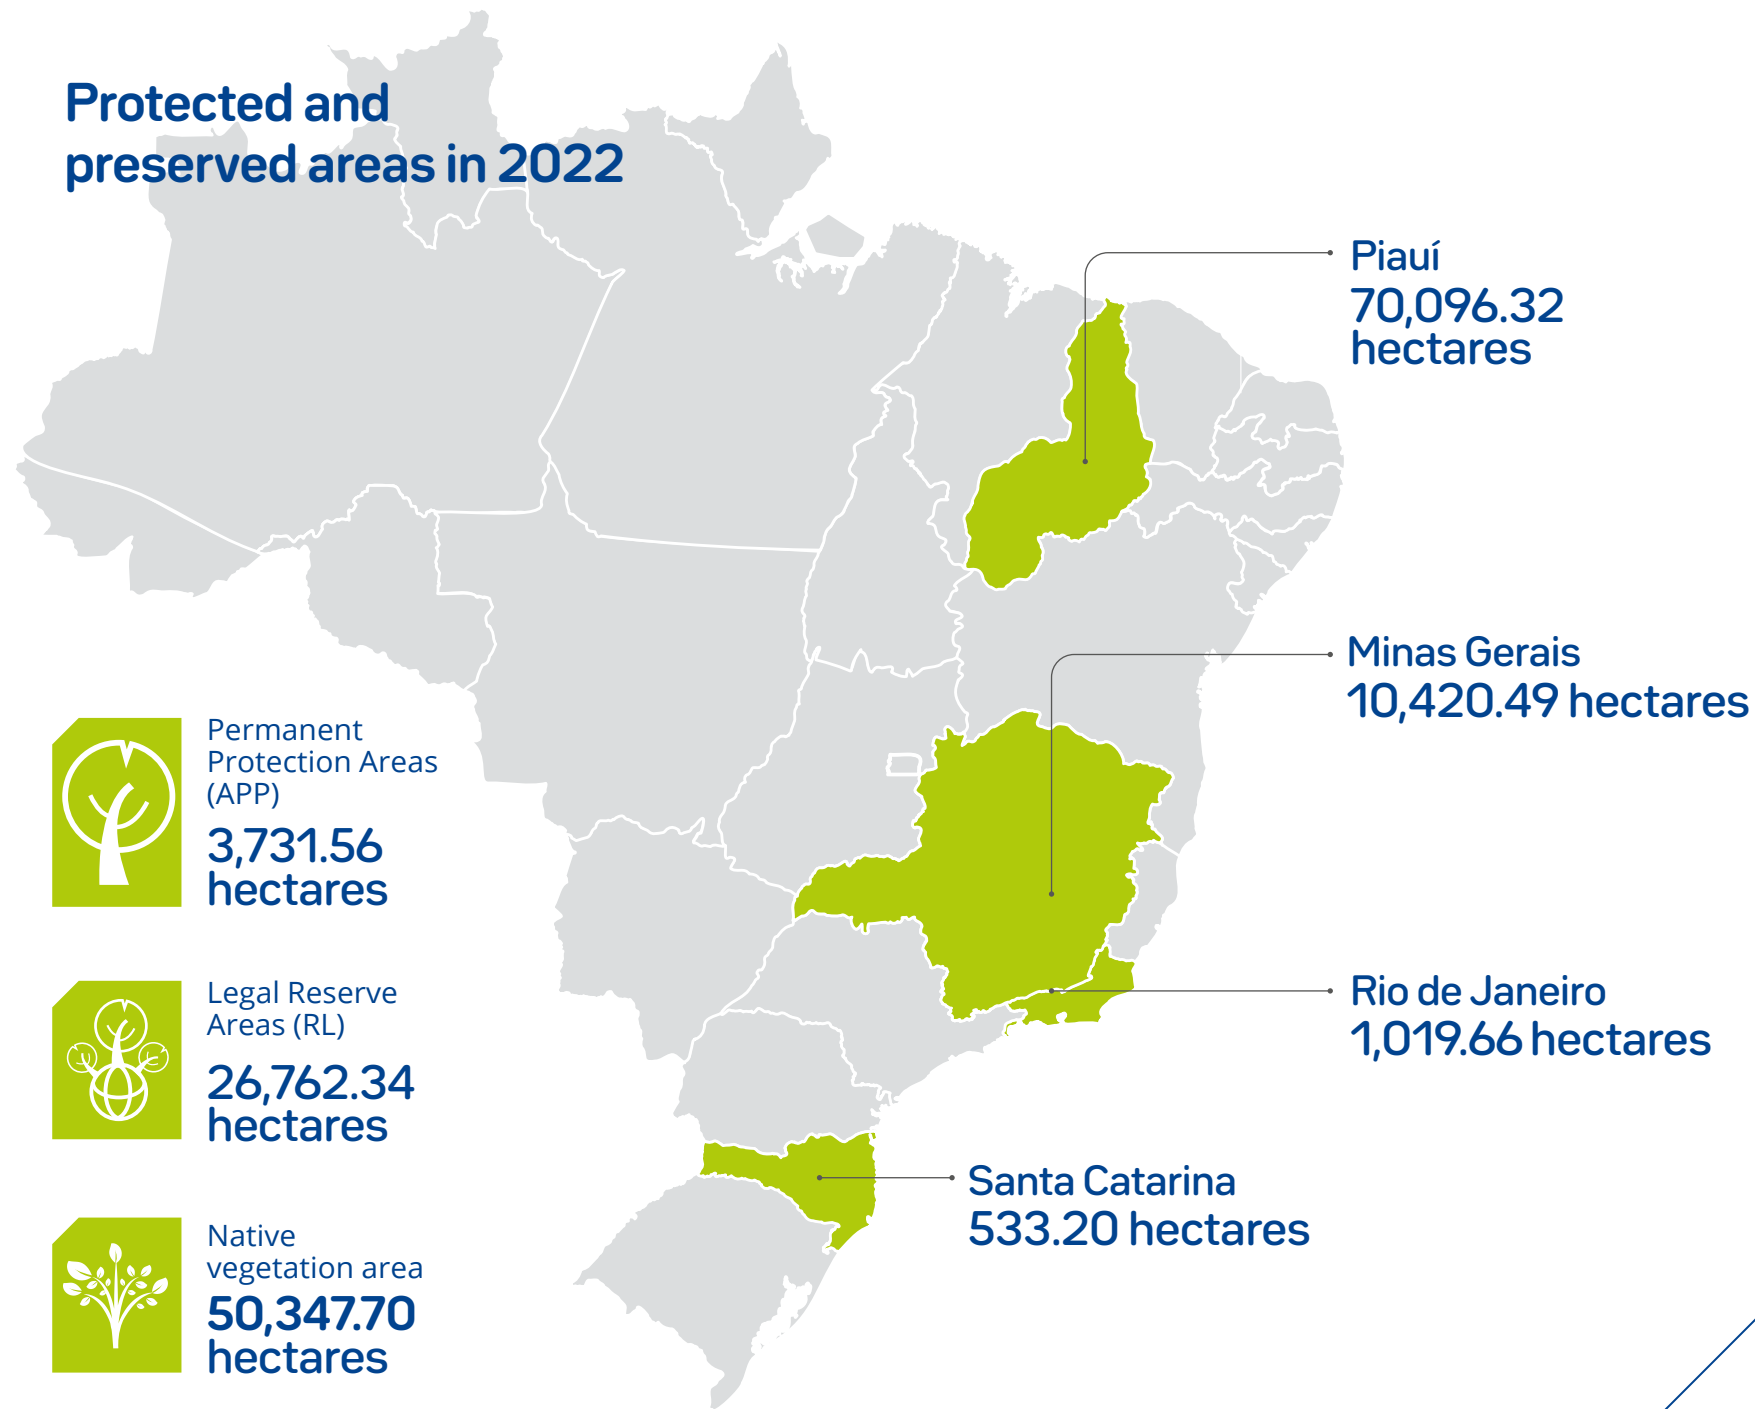 Protected and
preserved areas in 2022
Piauí
70,096.32
hectares
Minas Gerais
10,420.49 hectares
Rio de Janeiro
1,019.66 hectares
Santa Catarina
533.20 hectares
Permanent
Protection Areas
(APP)
3,731.56
hectares
Legal Reserve
Areas (RL)
26,762.34
hectares
Native
vegetation area
50,347.70
hectares